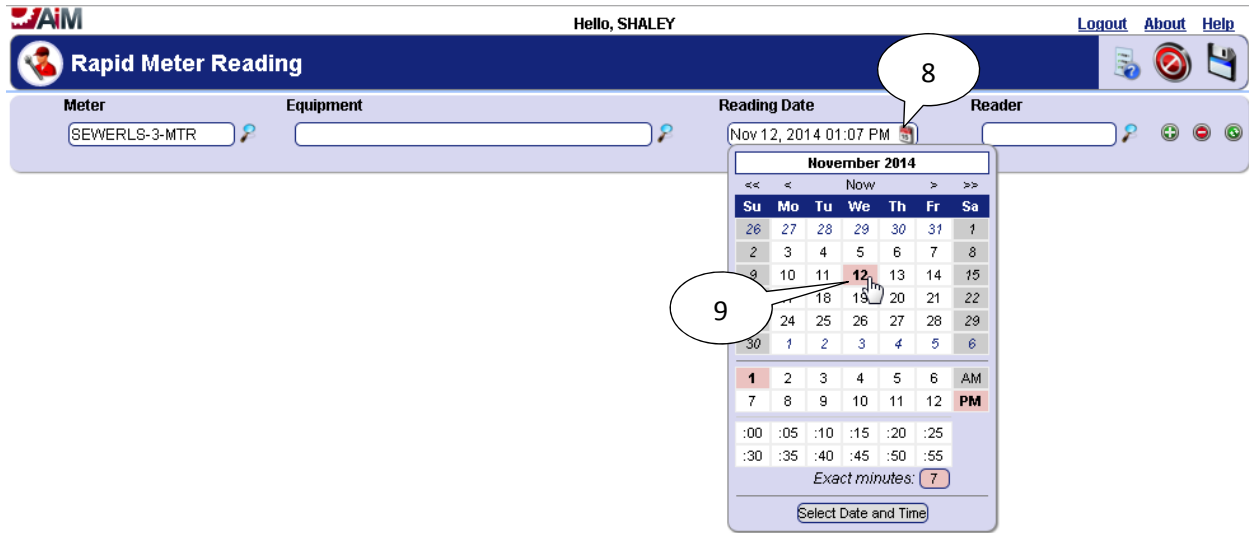 AiM
Hello, SHALEY
Logout About Help
Rapid Meter Reading
8
Meter Equipment Reading Date Reader
SEWERLS-3-MTR Nov 12, 2014 01:07 PM
November 2014
<< < Now > >>
Su Mo Tu We Th Fr Sa
26 27 28 29 30 31 1
2 3 4 5 6 7 8
9 10 11 12 13 14 15
18 19 20 21 22
9
24 25 26 27 28 29
30 1 2 3 4 5 6
1 2 3 4 5 6 AM
7 8 9 10 11 12 PM
:00 :05 :10 :15 :20 :25
:30 :35 :40 :45 :50 :55
Exact minutes: 7
Select Date and Time